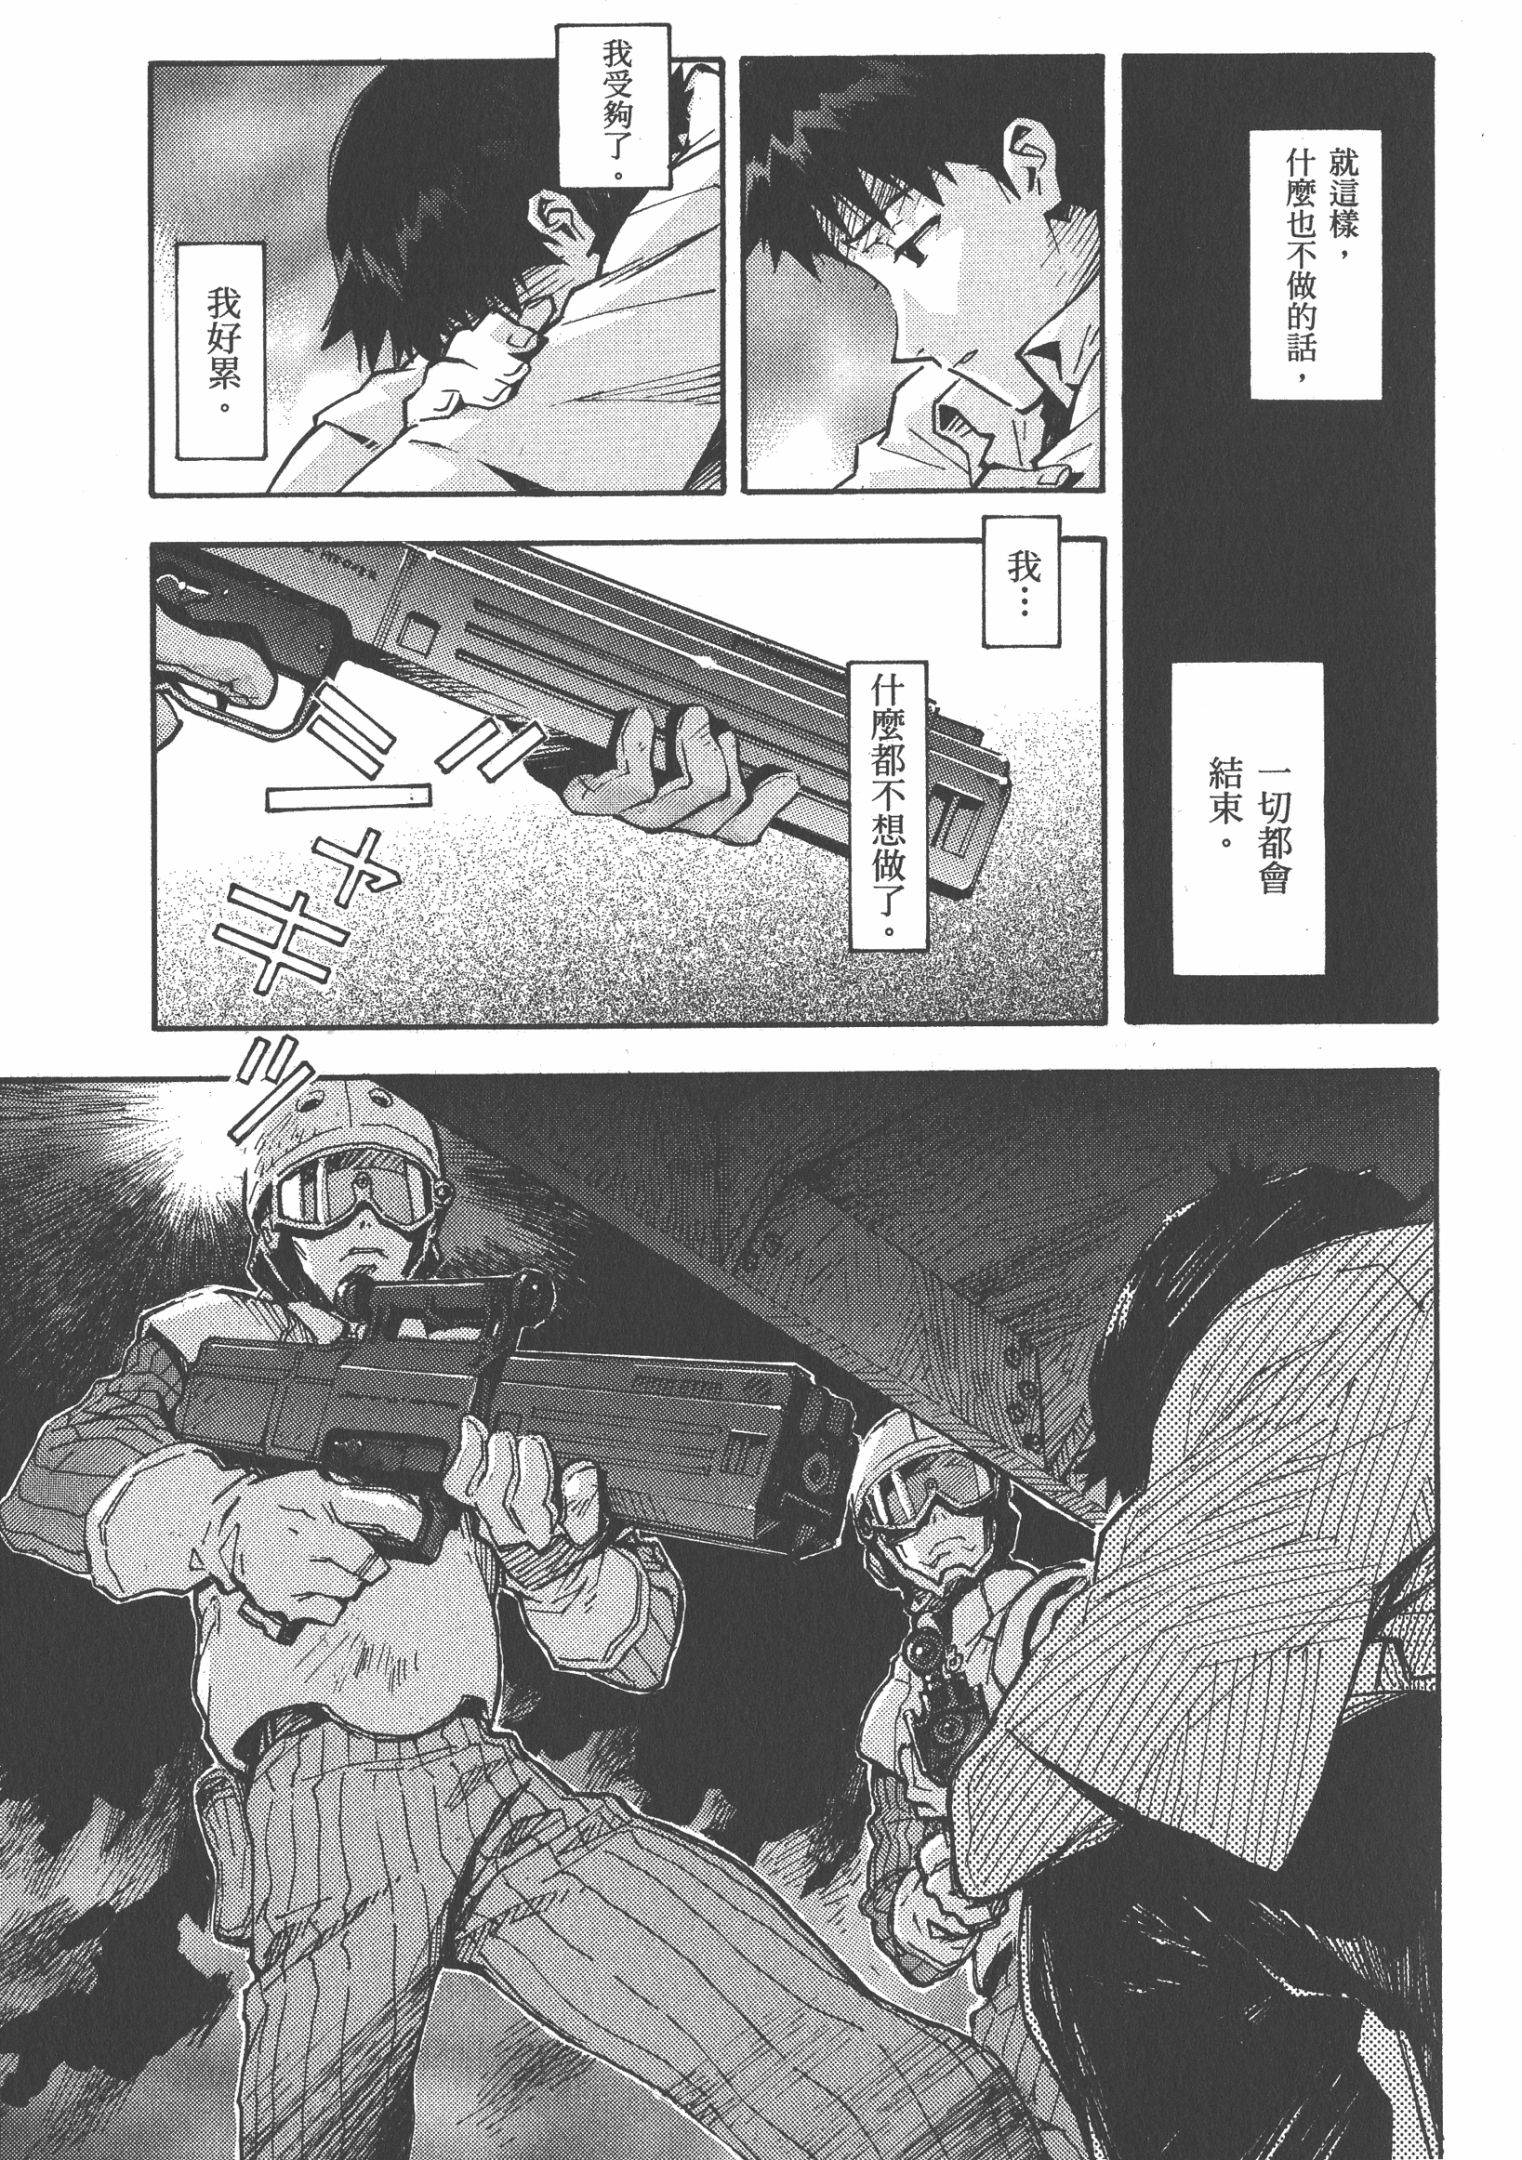 就這樣，
什麼也不做的話，
一切都會
結束。
我受夠了。
我好累。
我…
什麼都不想做了。
ジャキ